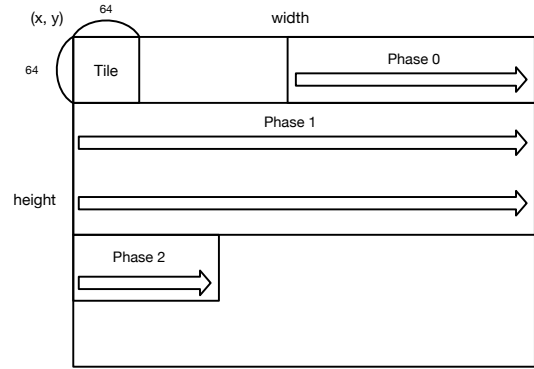 (x, y)
64
width
64
Tile
Phase 0
Phase 1
height
Phase 2